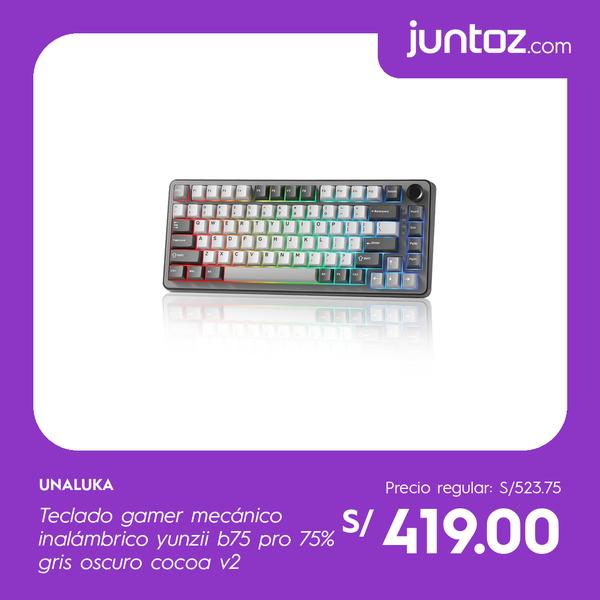 juntoz.com
UNALUKA
Teclado gamer mecánico
inalámbrico yunzii b75 pro 75%
gris oscuro cocoa v2
Precio regular: S/523.75
S/ 419.00